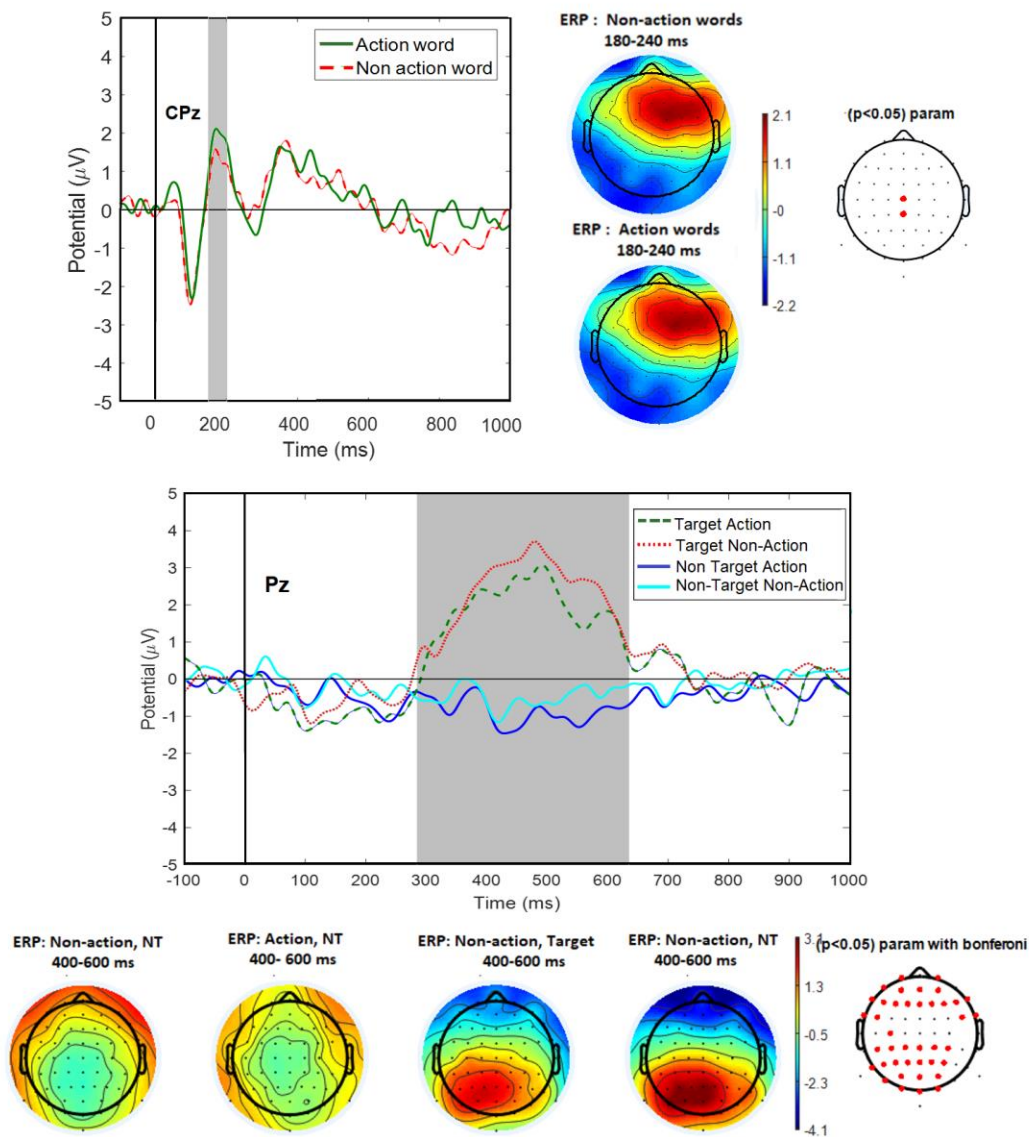 5
4
3
2
1
0
-1
-2
-3
-4
-5
Potential (µV)
Action word
Non action word
CPz
0 200 400 600 800 1000
Time (ms)
ERP : Non-action words
180-240 ms
ERP: Action words
180-240 ms
2.1
1.1
-0
-1.1
-2.2
(p<0.05) param
5
4
3
2
1
0
-1
-2
-3
-4
-5
Potential (µV)
Pz
Target Action
Target Non-Action
Non Target Action
Non-Target Non-Action
-100 0 100 200 300 400 500 600 700 800 900 1000
Time (ms)
ERP: Non-action, NT
400-600 ms
ERP: Action, NT
400- 600 ms
ERP: Non-action, Target
400-600 ms
ERP: Non-action, NT
400-600 ms
3.1
1.3
-0.5
-2.3
-4.1
(p<0.05) param with bonferoni